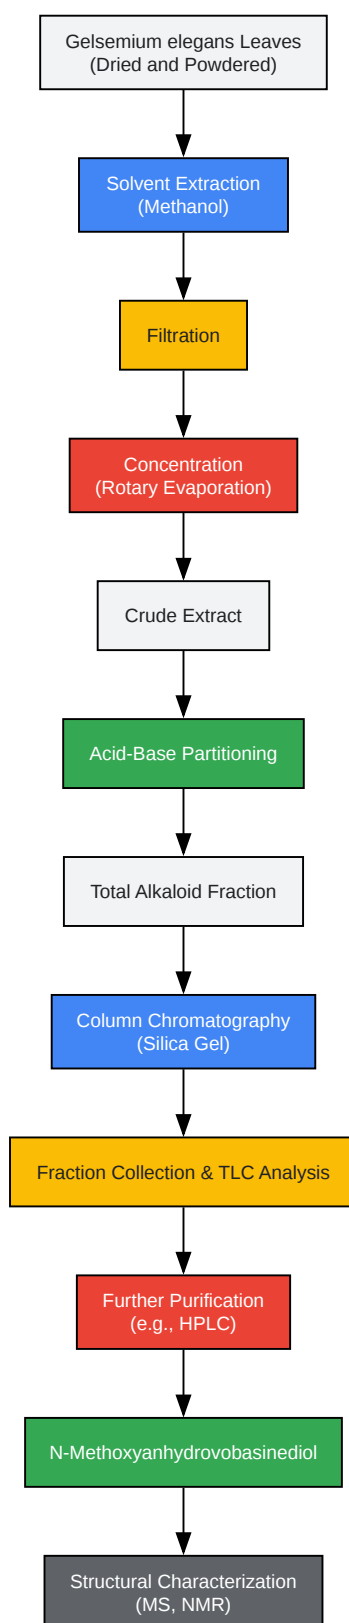 Gelsemium elegans Leaves
(Dried and Powdered)
Solvent Extraction
(Methanol)
Filtration
Concentration
(Rotary Evaporation)
Crude Extract
Acid-Base Partitioning
Total Alkaloid Fraction
Column Chromatography
(Silica Gel)
Fraction Collection & TLC Analysis
Further Purification
(e.g., HPLC)
N-Methoxyanhydrovobasinediol
Structural Characterization
(MS, NMR)